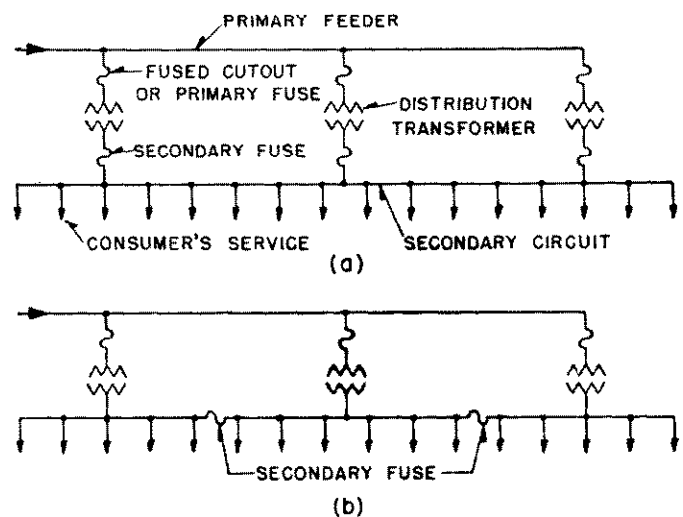 PRIMARY FEEDER
FUSED CUTOUT
OR PRIMARY FUSE
DISTRIBUTION
TRANSFORMER
SECONDARY FUSE
CONSUMER'S SERVICE
SECONDARY CIRCUIT
(a)
SECONDARY FUSE
(b)